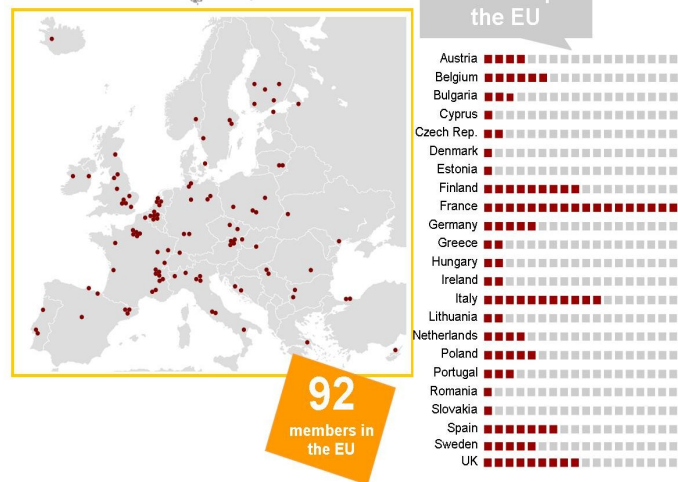 the EU
Austria
Belgium
Bulgaria
Cyprus
Czech Rep.
Denmark
Estonia
Finland
France
Germany
Greece
Hungary
Ireland
Italy
Lithuania
Netherlands
Poland
Portugal
Romania
Slovakia
Spain
Sweden
UK
92
members in
the EU